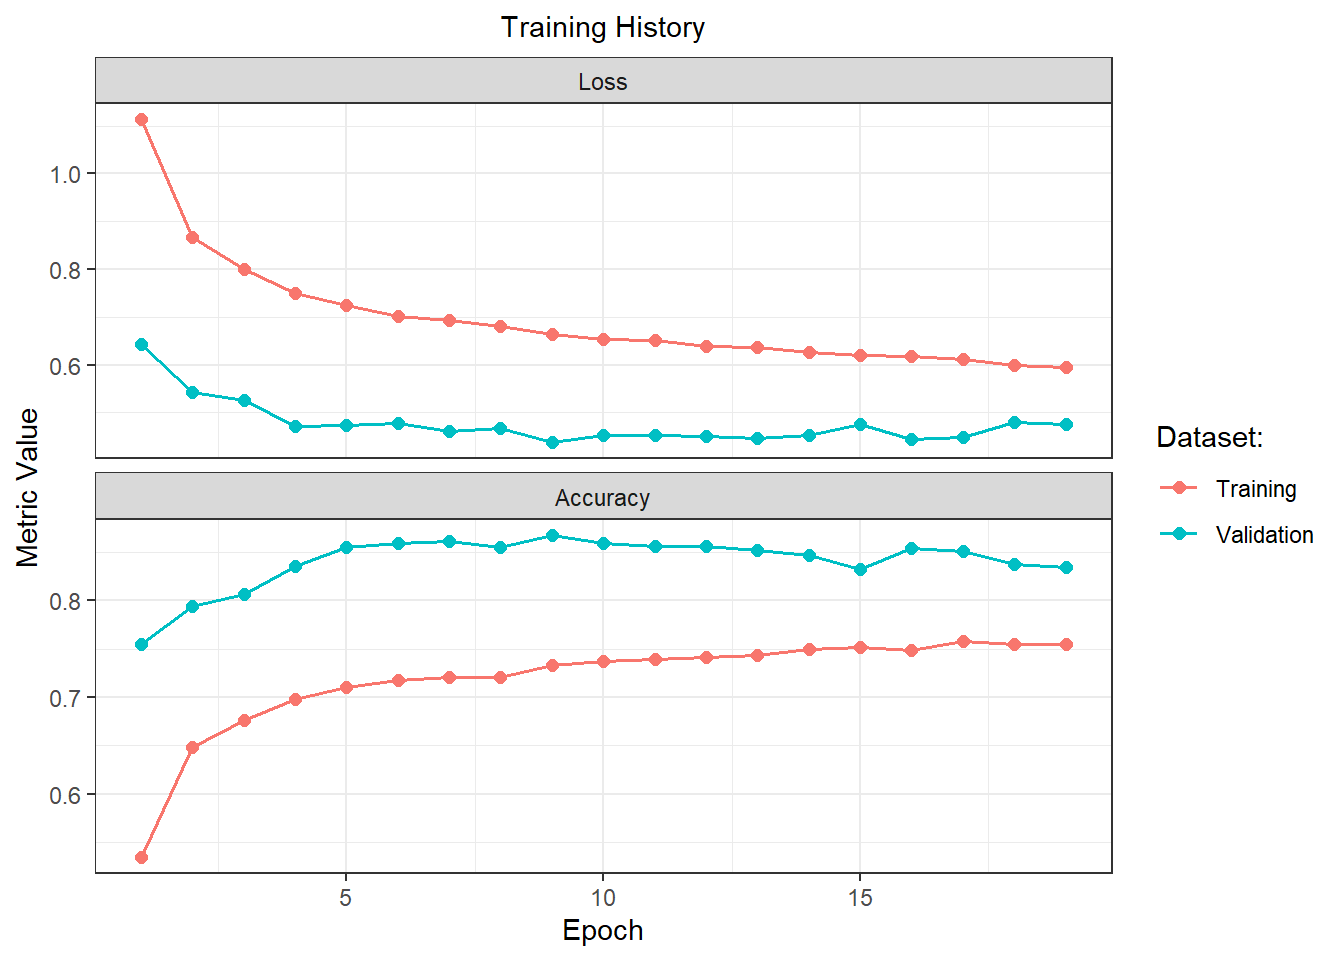 Training History
Loss
1.0
0.8
0.6
Metric Value
Accuracy
0.8
0.7
0.6
5
10
15
Epoch
Dataset:
Training
Validation